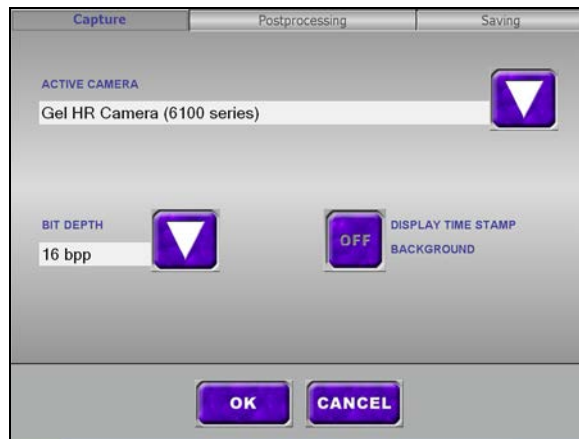 Capture
Postprocessing
Saving
ACTIVE CAMERA
Gel HR Camera (6100 series)
BIT DEPTH
16 bpp
OFF
DISPLAY TIME STAMP
BACKGROUND
OK
CANCEL